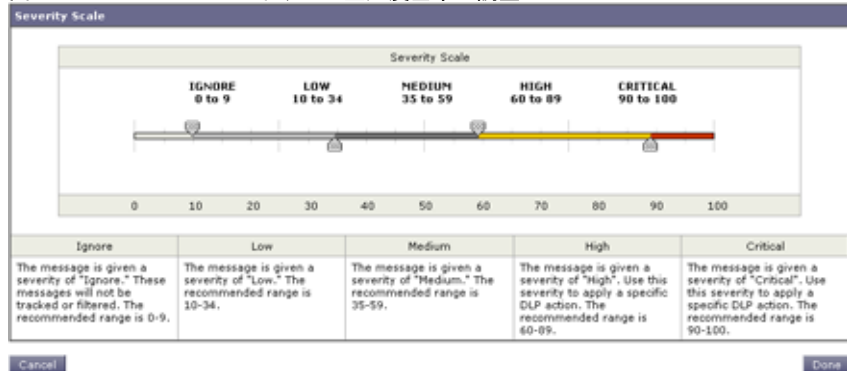 Severity Scale
Severity Scale
IGNORE LOW MEDIUM HIGH CRITICAL
0 to 9 10 to 34 35 to 59 60 to 89 90 to 100
0 10 20 30 40 50 60 70 80 90 100
Ignore Low Medium High Critical
The message is given a severity of "Ignore." These messages will not be tracked or filtered. The recommended range is 0-9.
The message is given a severity of "Low." The recommended range is 10-34.
The message is given a severity of "Medium." The recommended range is 35-59.
The message is given a severity of "High". Use this severity to apply a specific DLP action. The recommended range is 60-89.
The message is given a severity of "Critical". Use this severity to apply a specific DLP action. The recommended range is 90-100.
Cancel Done